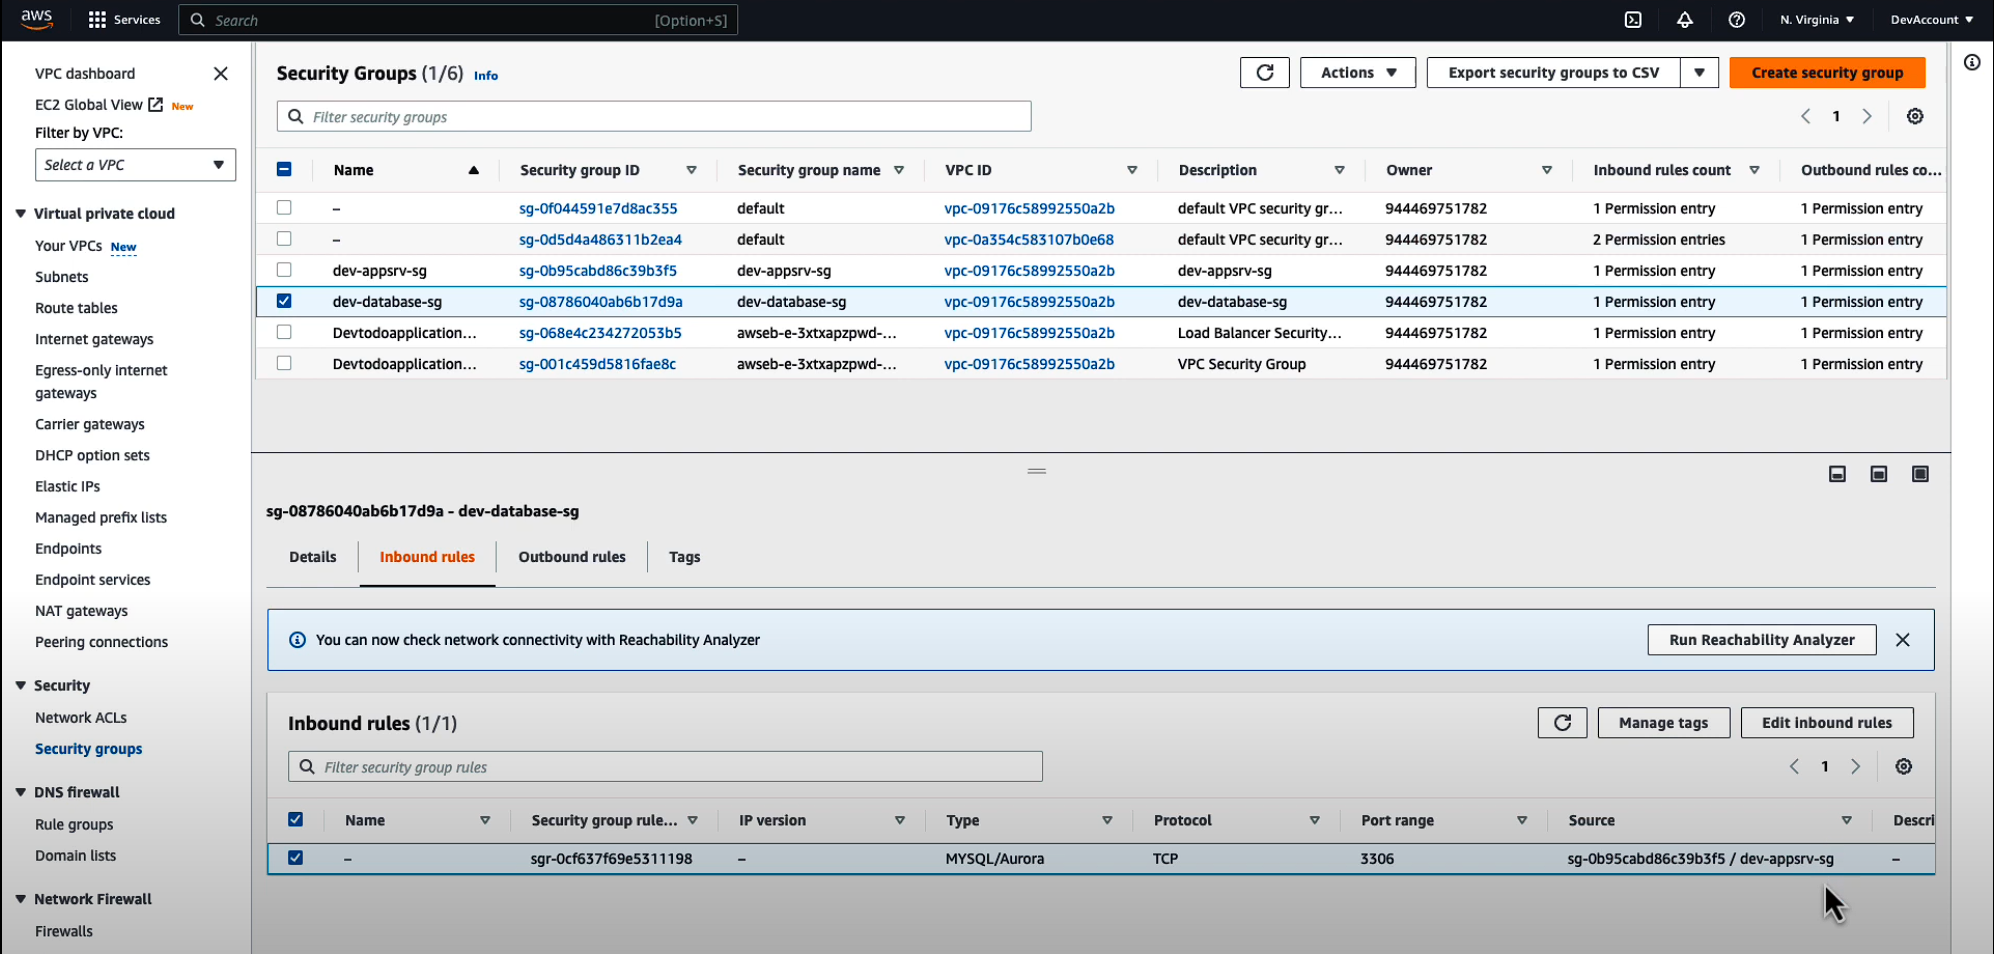 aws Services Search [Option+S] N. Virginia DevAccount
VPC dashboard
EC2 Global View New
Filter by VPC:
Select a VPC
Virtual private cloud
Your VPCs New
Subnets
Route tables
Internet gateways
Egress-only internet
gateways
Carrier gateways
DHCP option sets
Elastic IPs
Managed prefix lists
Endpoints
Endpoint services
NAT gateways
Peering connections
Security
Network ACLs
Security groups
DNS firewall
Rule groups
Domain lists
Network Firewall
Firewalls
Security Groups (1/6) Info Actions Export security groups to CSV Create security group
Filter security groups 1
Name Security group ID Security group name VPC ID Description Owner Inbound rules count Outbound rules co...
– sg-0f044591e7d8ac355 default vpc-09176c58992550a2b default VPC security gr... 944469751782 1 Permission entry 1 Permission entry
– sg-0d5d4a486311b2ea4 default vpc-0a354c583107b0e68 default VPC security gr... 944469751782 2 Permission entries 1 Permission entry
dev-appsrv-sg sg-0b95cabd86c39b3f5 dev-appsrv-sg vpc-09176c58992550a2b dev-appsrv-sg 944469751782 1 Permission entry 1 Permission entry
dev-database-sg sg-08786040ab6b17d9a dev-database-sg vpc-09176c58992550a2b dev-database-sg 944469751782 1 Permission entry 1 Permission entry
Devtodoapplication... sg-068e4c234272053b5 awseb-e-3xtxapzpwd-... vpc-09176c58992550a2b Load Balancer Security... 944469751782 1 Permission entry 1 Permission entry
Devtodoapplication... sg-001c459d5816fae8c awseb-e-3xtxapzpwd-... vpc-09176c58992550a2b VPC Security Group 944469751782 1 Permission entry 1 Permission entry
sg-08786040ab6b17d9a - dev-database-sg
Details Inbound rules Outbound rules Tags
You can now check network connectivity with Reachability Analyzer Run Reachability Analyzer
Inbound rules (1/1) Manage tags Edit inbound rules
Filter security group rules 1
Name Security group rule... IP version Type Protocol Port range Source Descri
– sgr-0cf637f69e5311198 – MYSQL/Aurora TCP 3306 sg-0b95cabd86c39b3f5 / dev-appsrv-sg –